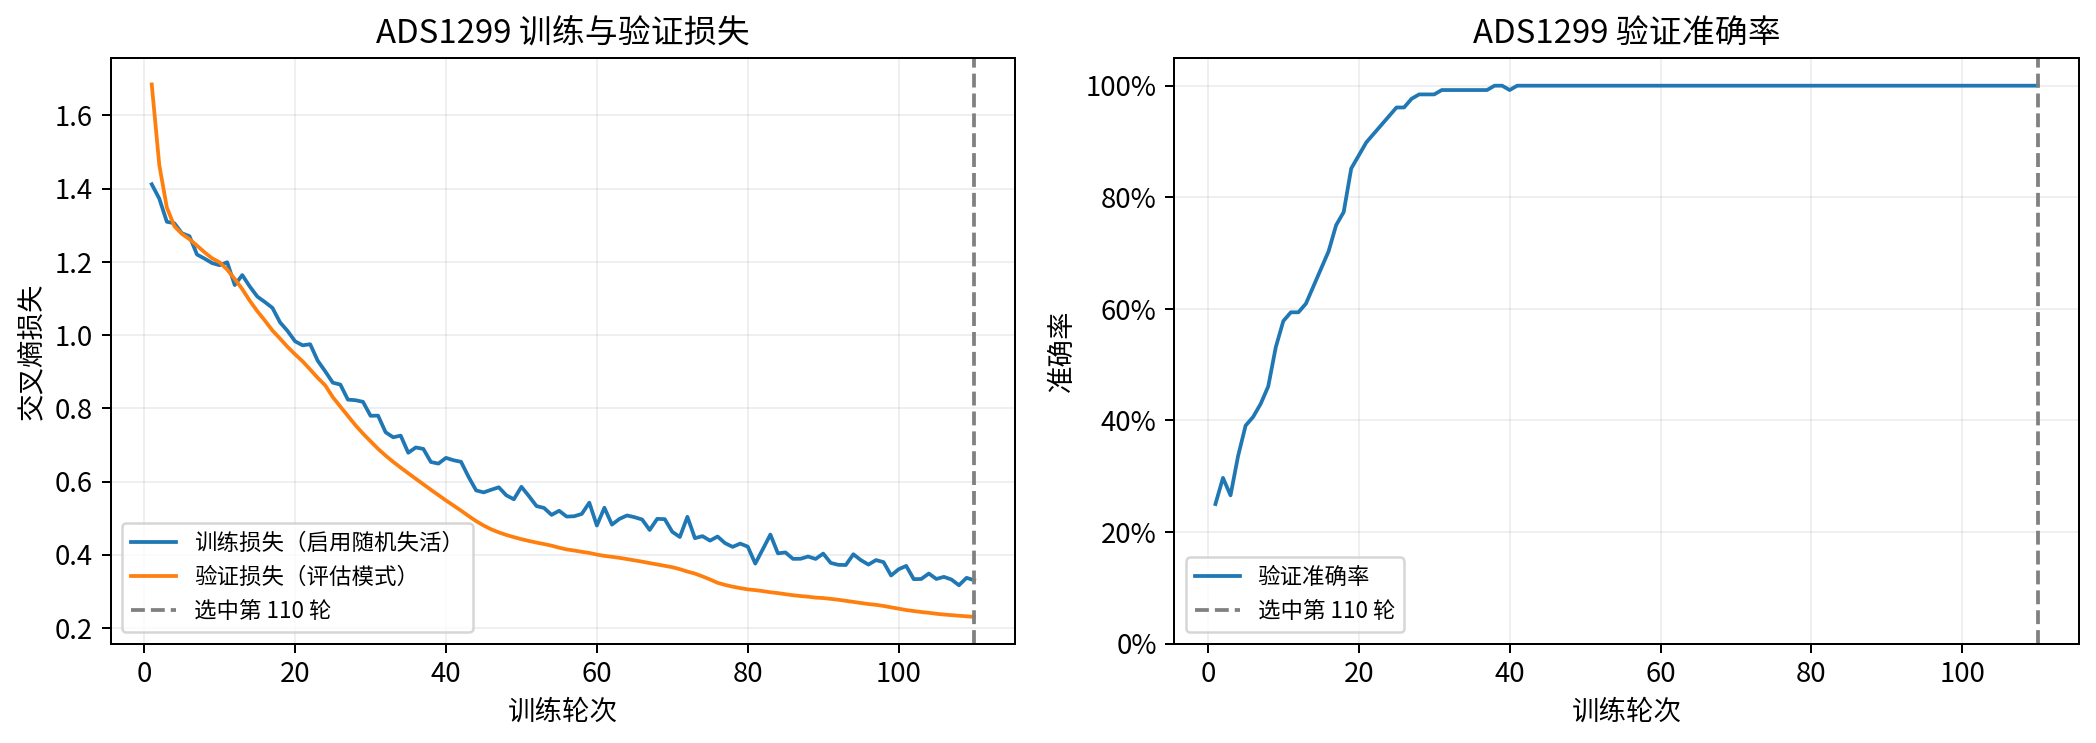 ADS1299 训练与验证损失
交叉熵损失
1.6
1.4
1.2
1.0
0.8
0.6
0.4
0.2
训练损失（启用随机失活）
验证损失（评估模式）
选中第 110 轮
0 20 40 60 80 100
训练轮次
ADS1299 验证准确率
准确率
100%
80%
60%
40%
20%
0%
验证准确率
选中第 110 轮
0 20 40 60 80 100
训练轮次